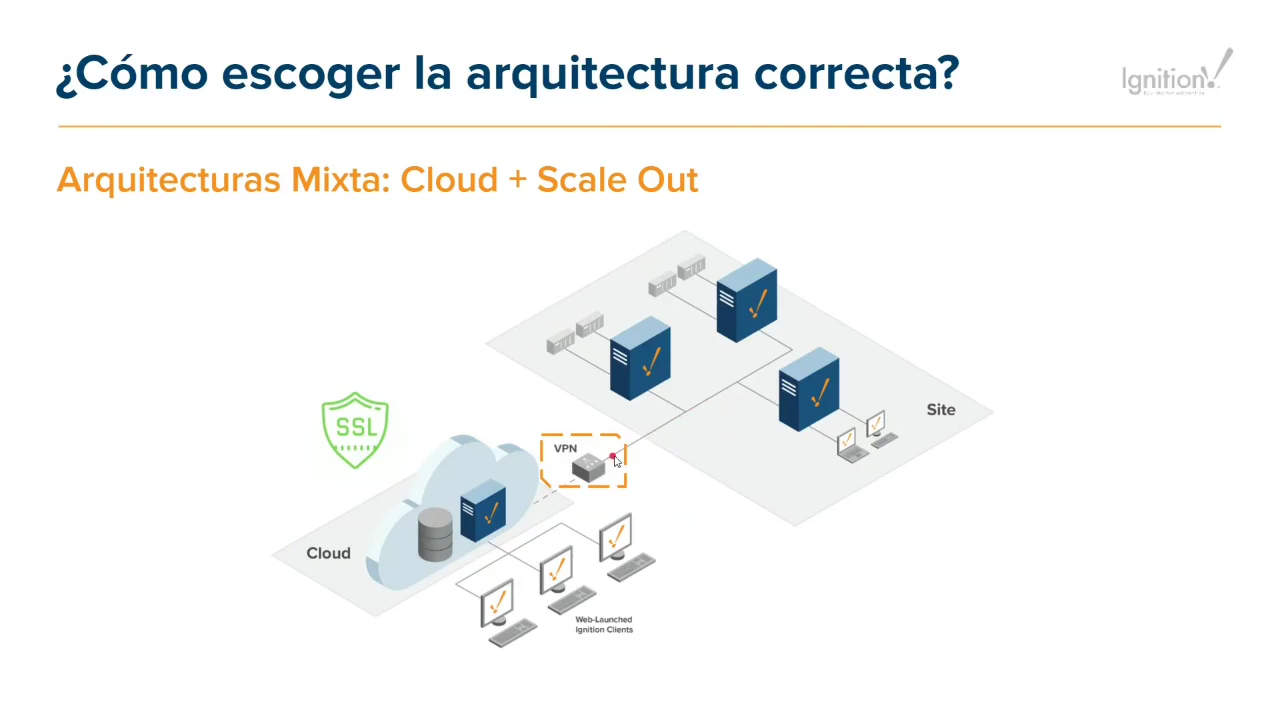 ¿Cómo escoger la arquitectura correcta?
Ignition!
Arquitecturas Mixta: Cloud + Scale Out
Site
SSL
VPN
Cloud
Web-Launched
Ignition Clients